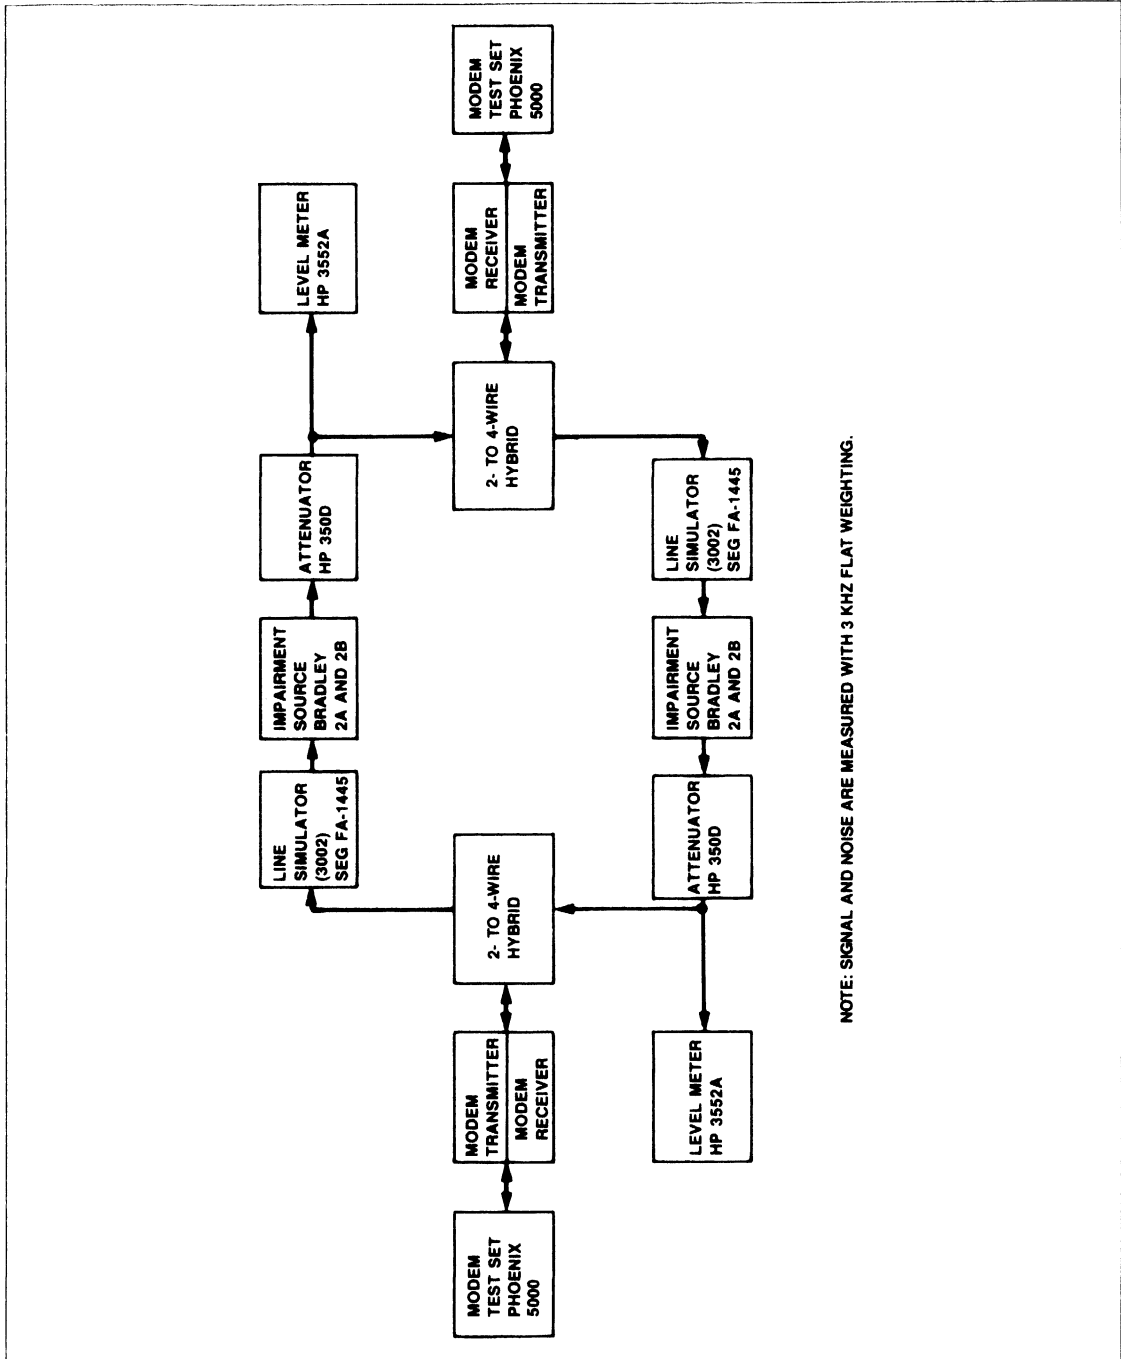 LINE
SIMULATOR
(3002)
SEG FA-1445
IMPAIRMENT
SOURCE
BRADLEY
2A AND 2B
ATTENUATOR
HP 350D
LEVEL METER
HP 3552A
MODEM
TEST SET
PHOENIX
5000
MODEM
TRANSMITTER
MODEM
RECEIVER
2- TO 4-WIRE
HYBRID
2- TO 4-WIRE
HYBRID
MODEM
RECEIVER
MODEM
TRANSMITTER
MODEM
TEST SET
PHOENIX
5000
LEVEL METER
HP 3552A
ATTENUATOR
HP 350D
IMPAIRMENT
SOURCE
BRADLEY
2A AND 2B
LINE
SIMULATOR
(3002)
SEG FA-1445
NOTE: SIGNAL AND NOISE ARE MEASURED WITH 3 KHZ FLAT WEIGHTING.